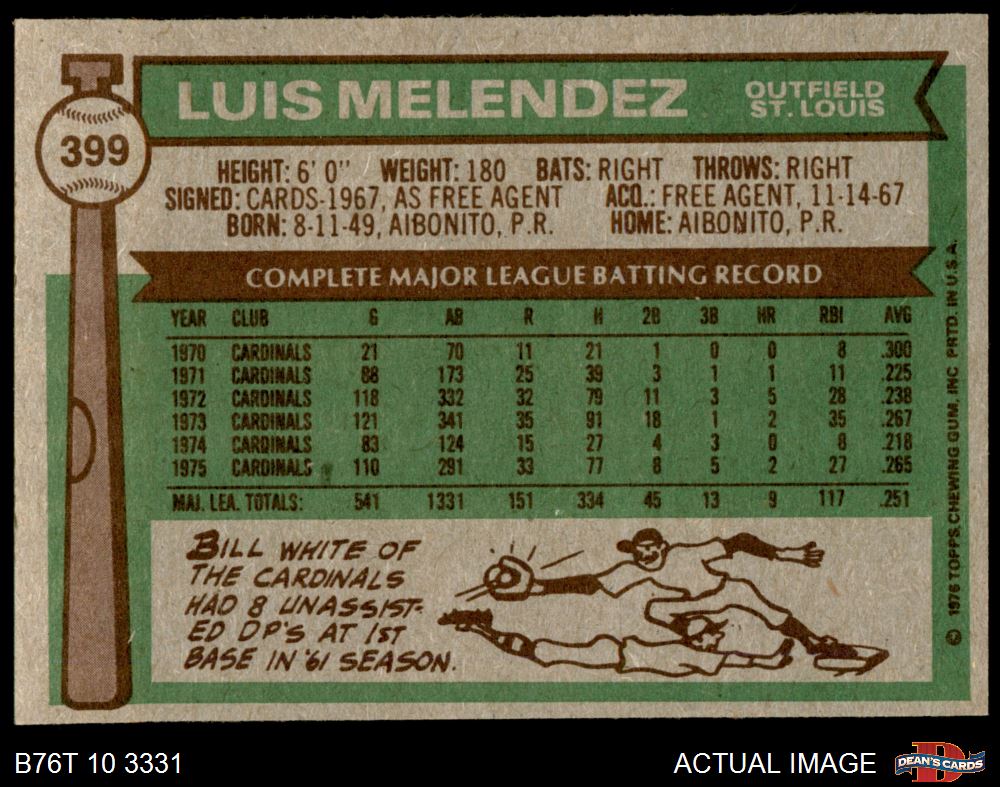 LUIS MELENDEZ
OUTFIELD
ST. LOUIS
399
HEIGHT: 6' 0" WEIGHT: 180 BATS: RIGHT THROWS: RIGHT
SIGNED: CARDS-1967, AS FREE AGENT ACQ.: FREE AGENT, 11-14-67
BORN: 8-11-49, AIBONITO, P.R. HOME: AIBONITO, P.R.
COMPLETE MAJOR LEAGUE BATTING RECORD
YEAR CLUB G AB R H 2B 3B HR RBI AVG
1970 CARDINALS 21 70 11 21 1 0 0 8 .300
1971 CARDINALS 88 173 25 39 3 1 1 11 .225
1972 CARDINALS 118 332 32 79 11 3 5 28 .238
1973 CARDINALS 121 341 35 91 18 1 2 35 .267
1974 CARDINALS 83 124 15 27 4 3 0 8 .218
1975 CARDINALS 110 291 33 77 8 5 2 27 .265
MAJ. LEA. TOTALS: 541 1331 151 334 45 13 9 117 .251
BILL WHITE OF
THE CARDINALS
HAD 8 UNASSIST-
ED DP'S AT 1ST
BASE IN '61 SEASON.
© 1976 TOPPS CHEWING GUM, INC PRTD. IN U.S.A.
B76T 10 3331
ACTUAL IMAGE
DEAN'S CARDS